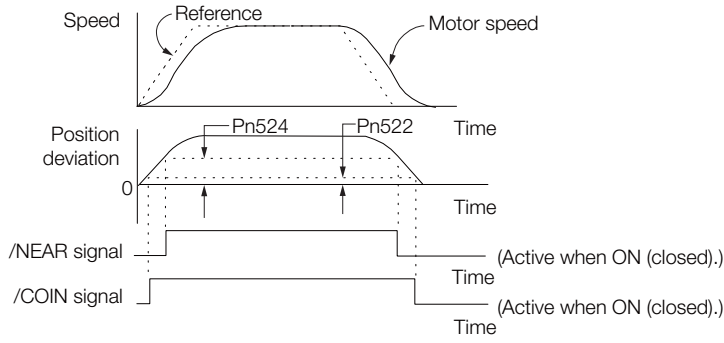 Speed
Reference
Motor speed
Time
Position
deviation
Pn524
Pn522
0
Time
/NEAR signal
(Active when ON (closed).)
Time
/COIN signal
(Active when ON (closed).)
Time